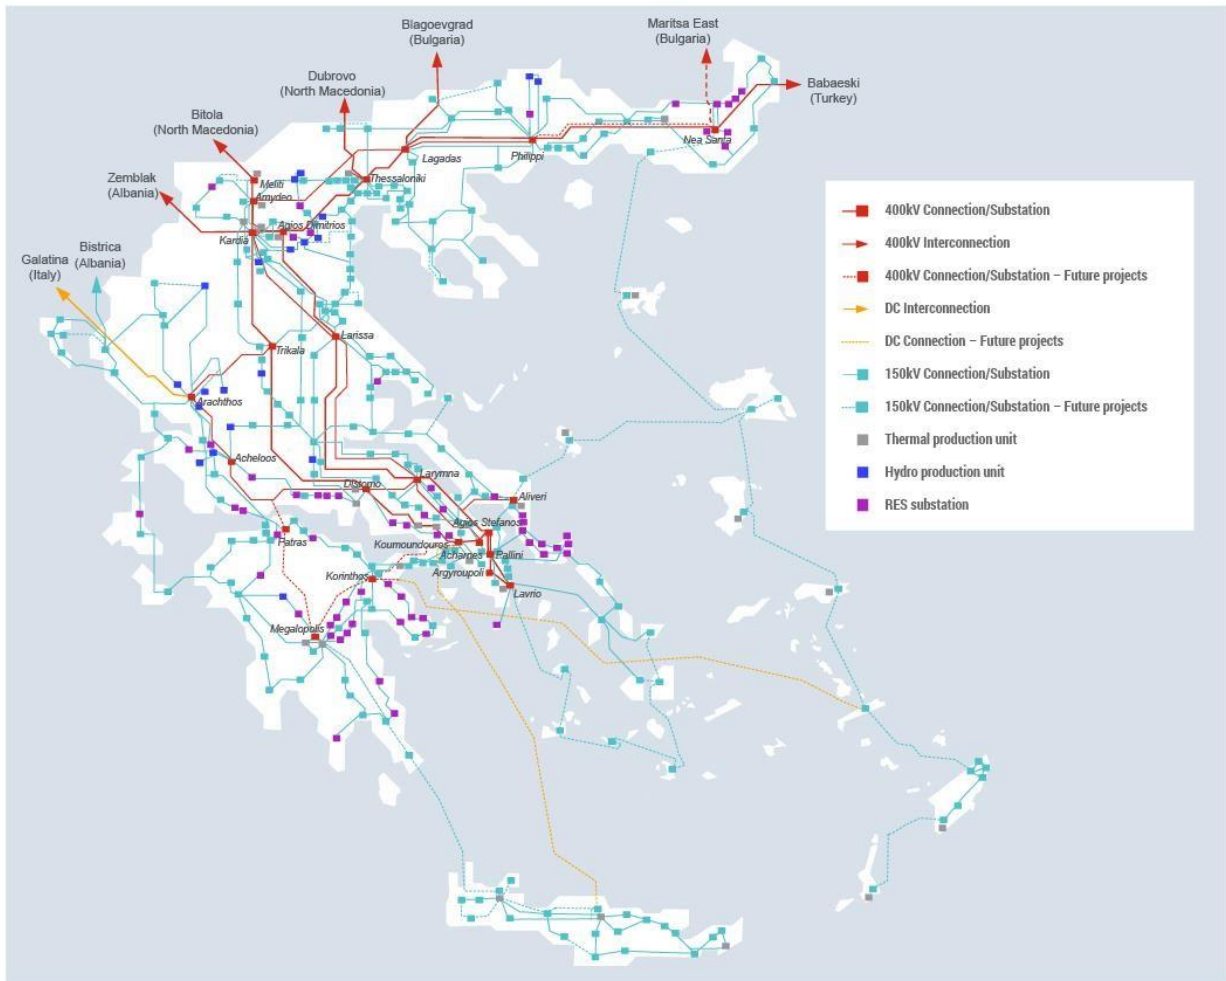 Blagoevgrad
(Bulgaria)
Maritsa East
(Bulgaria)
Dubrovo
(North Macedonia)
Babaeski
(Turkey)
Bitola
(North Macedonia)
Zemblak
(Albania)
Bistrica
(Albania)
Galatina
(Italy)
Lagadas
Philippi
Nea Santa
Meliti
Thessaloniki
Amydeo
Agios Dimitrios
Kardia
Larissa
Trikala
Arachthos
Acheloos
Larymna
Distomo
Aliveri
Agios Stefanos
Patras
Koumoundouros
Acharnes
Pallini
Argyroupoli
Korinthos
Lavrio
Megalopolis
400kV Connection/Substation
400kV Interconnection
400kV Connection/Substation – Future projects
DC Interconnection
DC Connection – Future projects
150kV Connection/Substation
150kV Connection/Substation – Future projects
Thermal production unit
Hydro production unit
RES substation